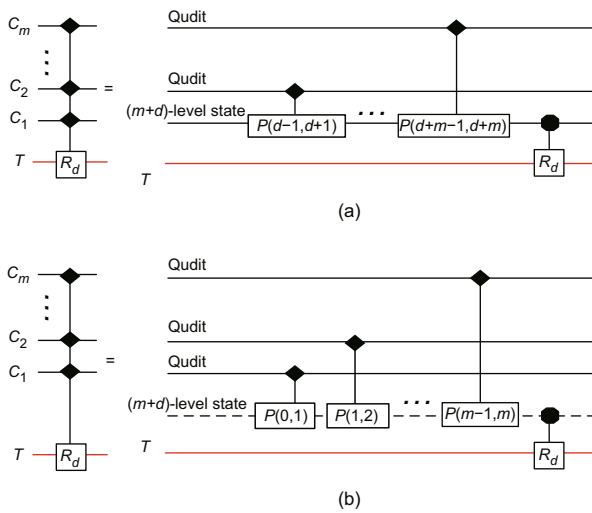 C_m
Qudit
C_2
=
Qudit
C_1
(m+d)-level state
P(d−1,d+1)
P(d+m−1,d+m)
T
R_d
R_d
T
(a)
C_m
Qudit
C_2
Qudit
C_1
=
Qudit
(m+d)-level state
P(0,1)
P(1,2)
P(m−1,m)
T
R_d
T
R_d
(b)